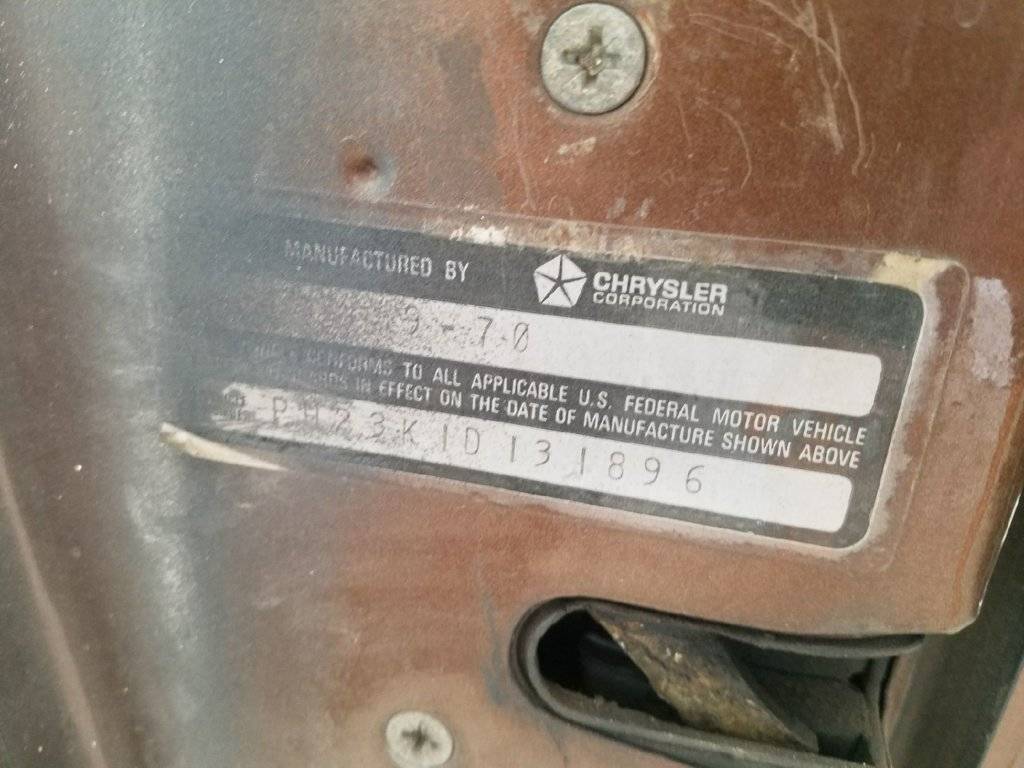 MANUFACTURED BY CHRYSLER CORPORATION
9-70
TO ALL APPLICABLE U.S. FEDERAL MOTOR VEHICLE
IN EFFECT ON THE DATE OF MANUFACTURE SHOWN ABOVE
PH23K1D131896